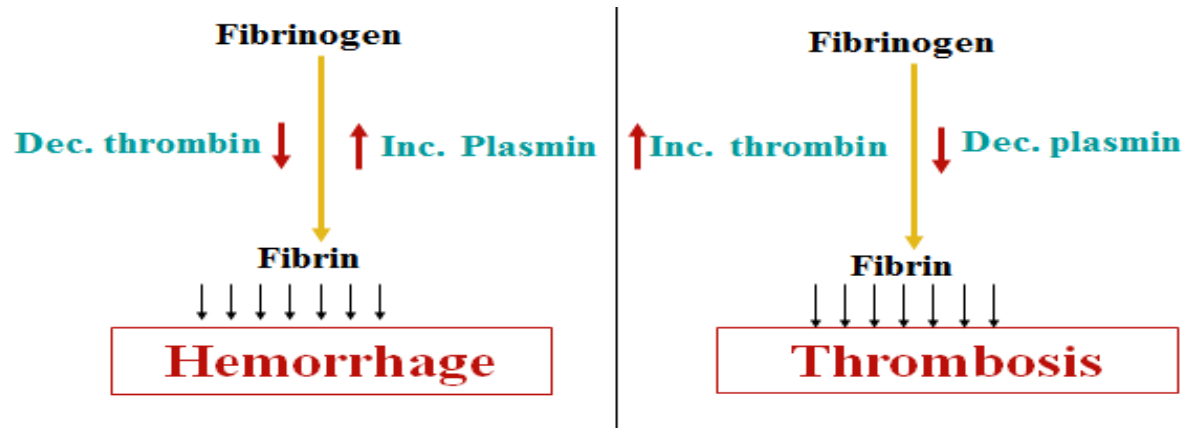 Fibrinogen
Dec. thrombin
Inc. Plasmin
Fibrin
Hemorrhage
Fibrinogen
Inc. thrombin
Dec. plasmin
Fibrin
Thrombosis